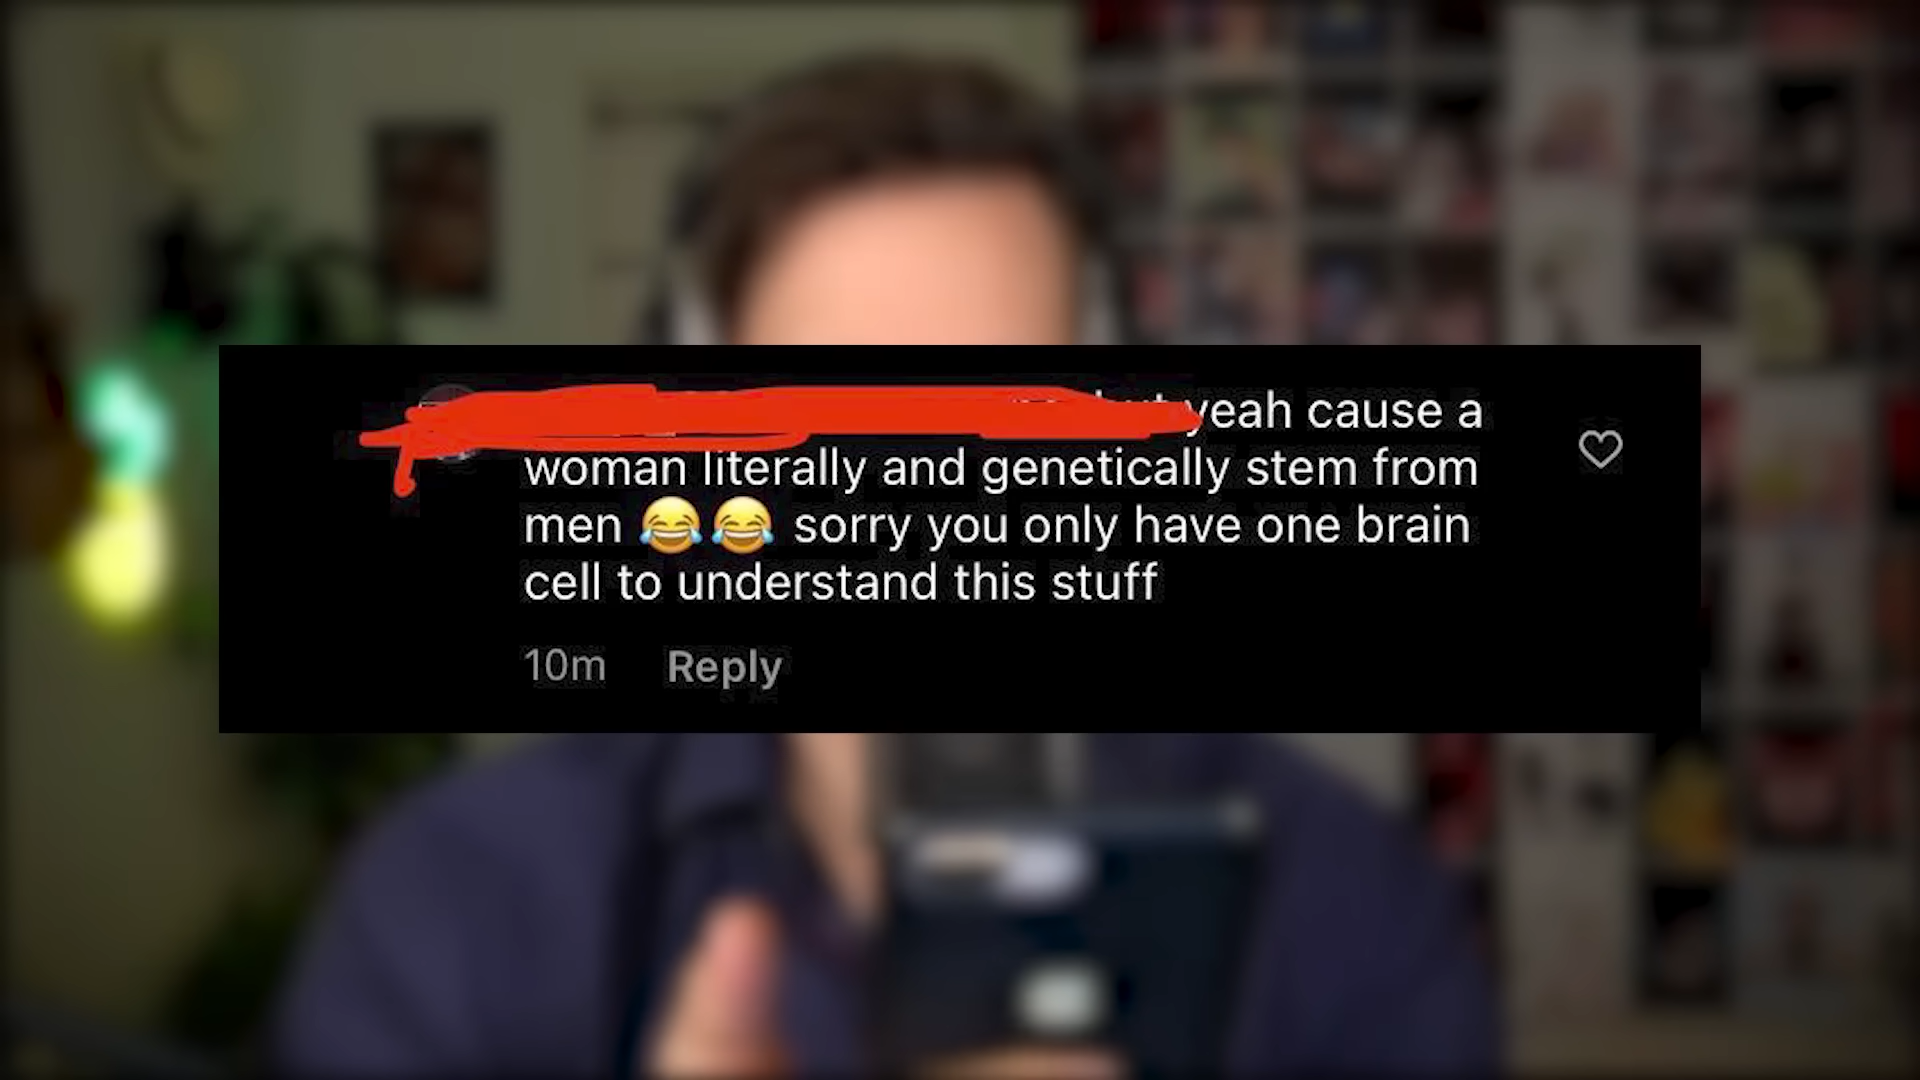 yeah cause a
woman literally and genetically stem from
men 😂😂 sorry you only have one brain
cell to understand this stuff
10m Reply